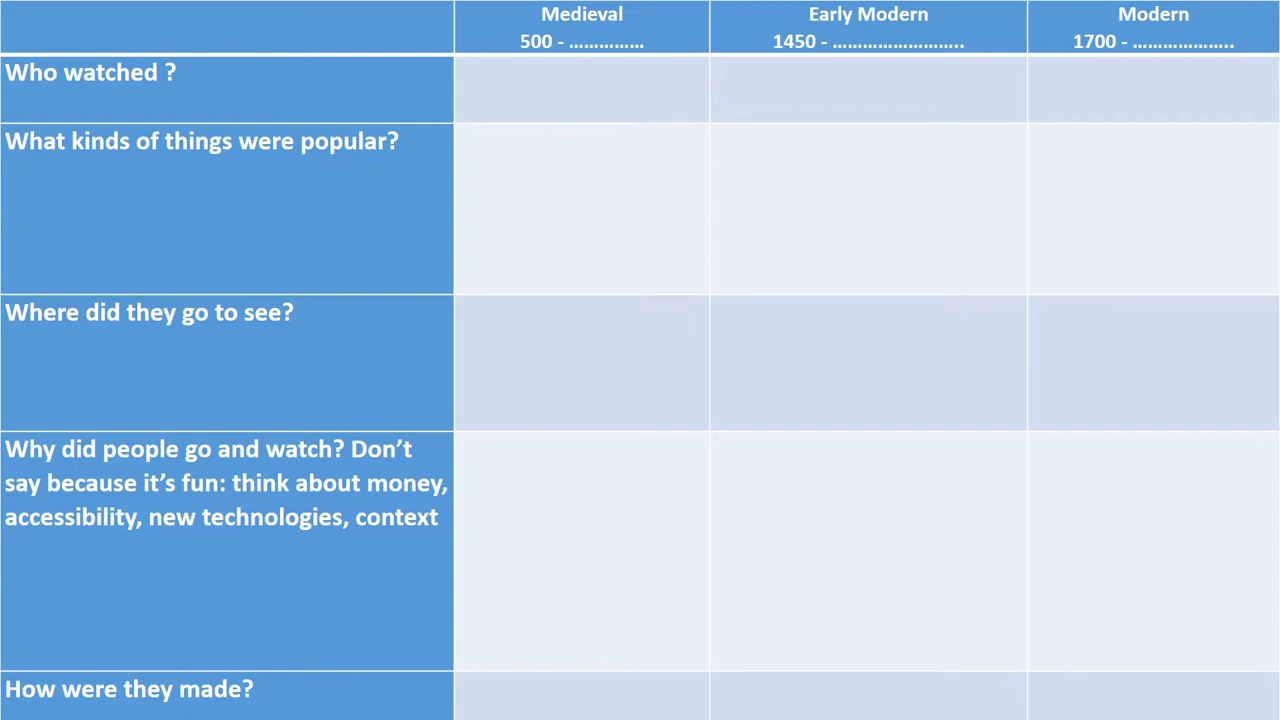 Medieval
500 - ……………
Early Modern
1450 - ……………………..
Modern
1700 - ………………..
Who watched ?
What kinds of things were popular?
Where did they go to see?
Why did people go and watch? Don’t
say because it’s fun: think about money,
accessibility, new technologies, context
How were they made?